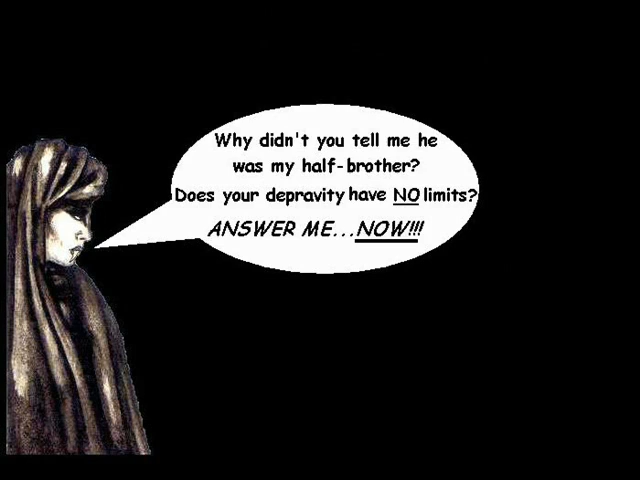 Why didn't you tell me he
was my half-brother?
Does your depravity have NO limits?
ANSWER ME...NOW!!!